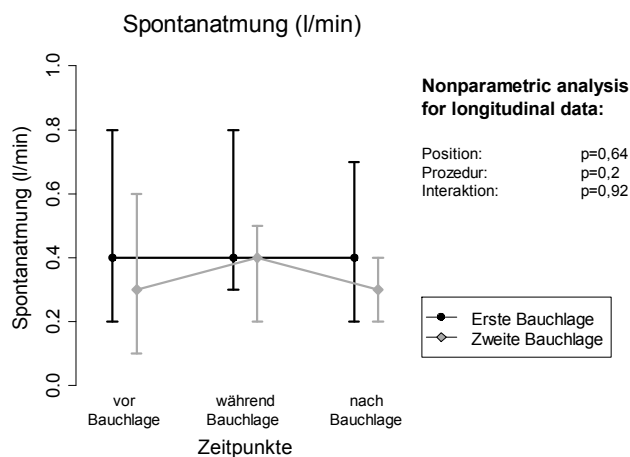 Spontanatmung (l/min)
Spontanatmung (l/min)
1.0
0.8
0.6
0.4
0.2
0.0
vor
Bauchlage
während
Bauchlage
nach
Bauchlage
Zeitpunkte
Nonparametric analysis
for longitudinal data:
Position: p=0,64
Prozedur: p=0,2
Interaktion: p=0,92
Erste Bauchlage
Zweite Bauchlage